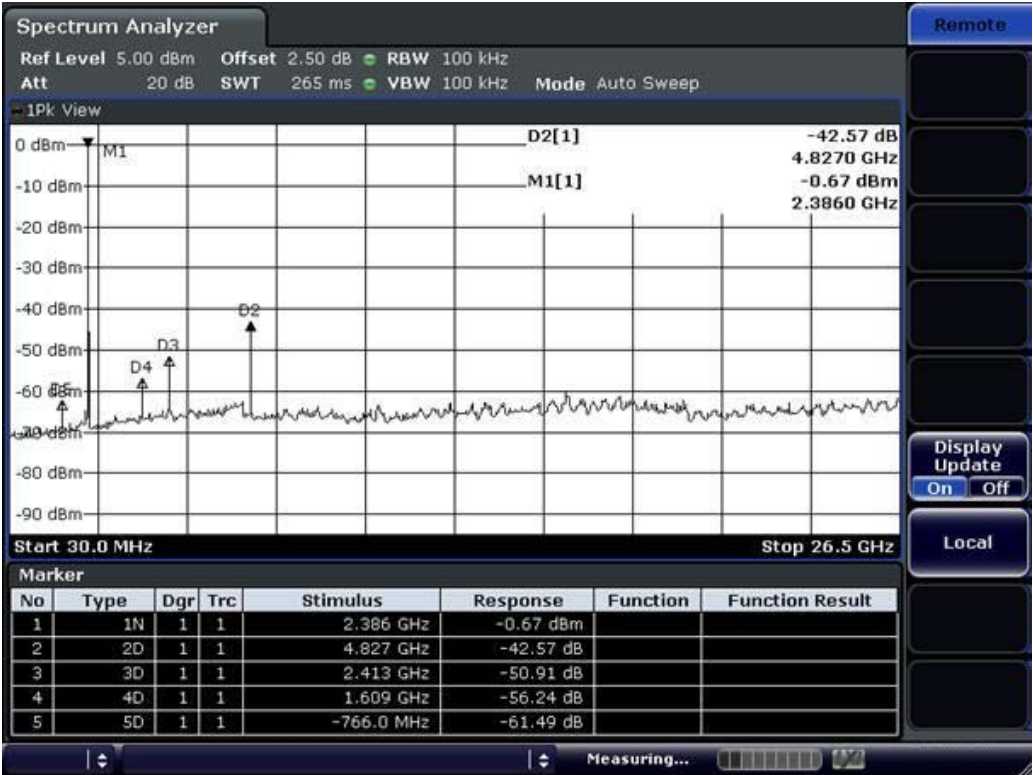 Spectrum Analyzer
Ref Level 5.00 dBm Offset 2.50 dB RBW 100 kHz
Att 20 dB SWT 265 ms VBW 100 kHz Mode Auto Sweep
1Pk View
D2[1] -42.57 dB
4.8270 GHz
M1[1] -0.67 dBm
2.3860 GHz
0 dBm
M1
-10 dBm
-20 dBm
-30 dBm
-40 dBm
D2
-50 dBm
D3
D4
-60 dBm
D5
-70 dBm
-80 dBm
-90 dBm
Start 30.0 MHz Stop 26.5 GHz
Marker
No Type Dgr Trc Stimulus Response Function Function Result
1 1N 1 1 2.386 GHz -0.67 dBm
2 2D 1 1 4.827 GHz -42.57 dB
3 3D 1 1 2.413 GHz -50.91 dB
4 4D 1 1 1.609 GHz -56.24 dB
5 5D 1 1 -766.0 MHz -61.49 dB
Measuring...
Remote
Display
Update
On Off
Local